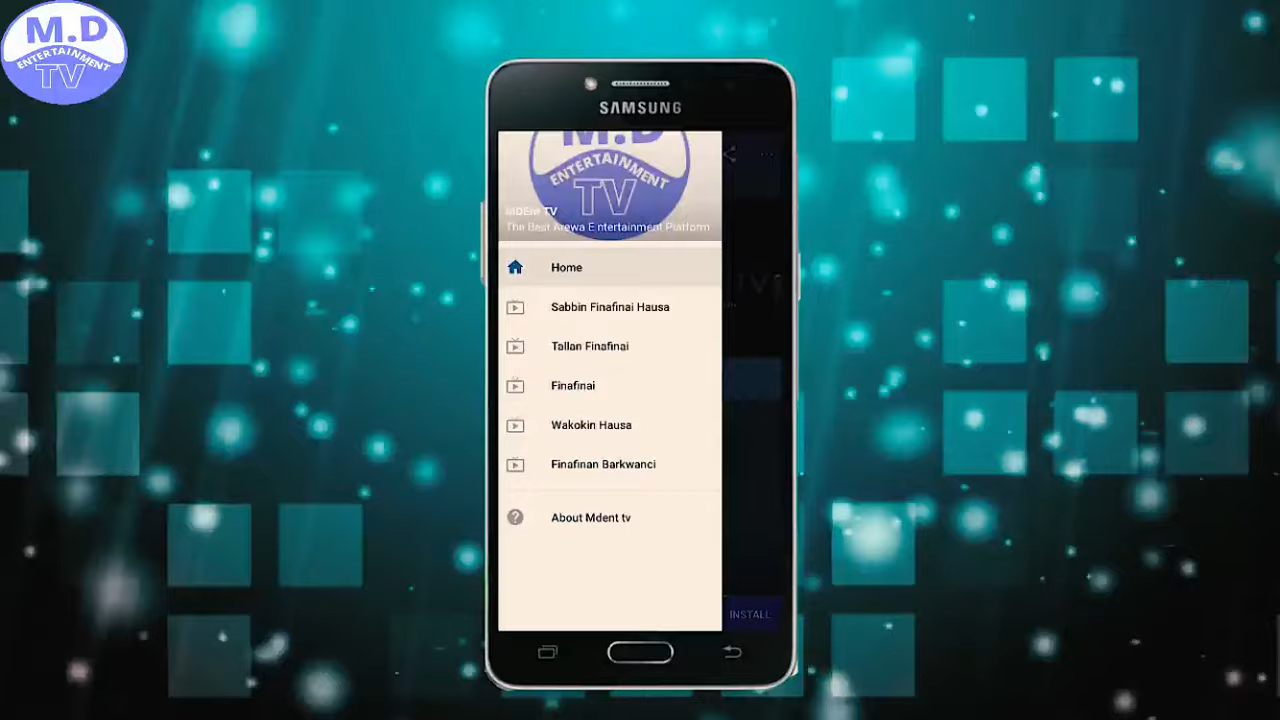 M.D
ENTERTAINMENT
TV
SAMSUNG
M.D
ENTERTAINMENT
TV
MDEnt TV
The Best Arewa Entertainment Platform
Home
Sabbin Finafinai Hausa
Tallan Finafinai
Finafinai
Wakokin Hausa
Finafinan Barkwanci
About Mdent tv
INSTALL